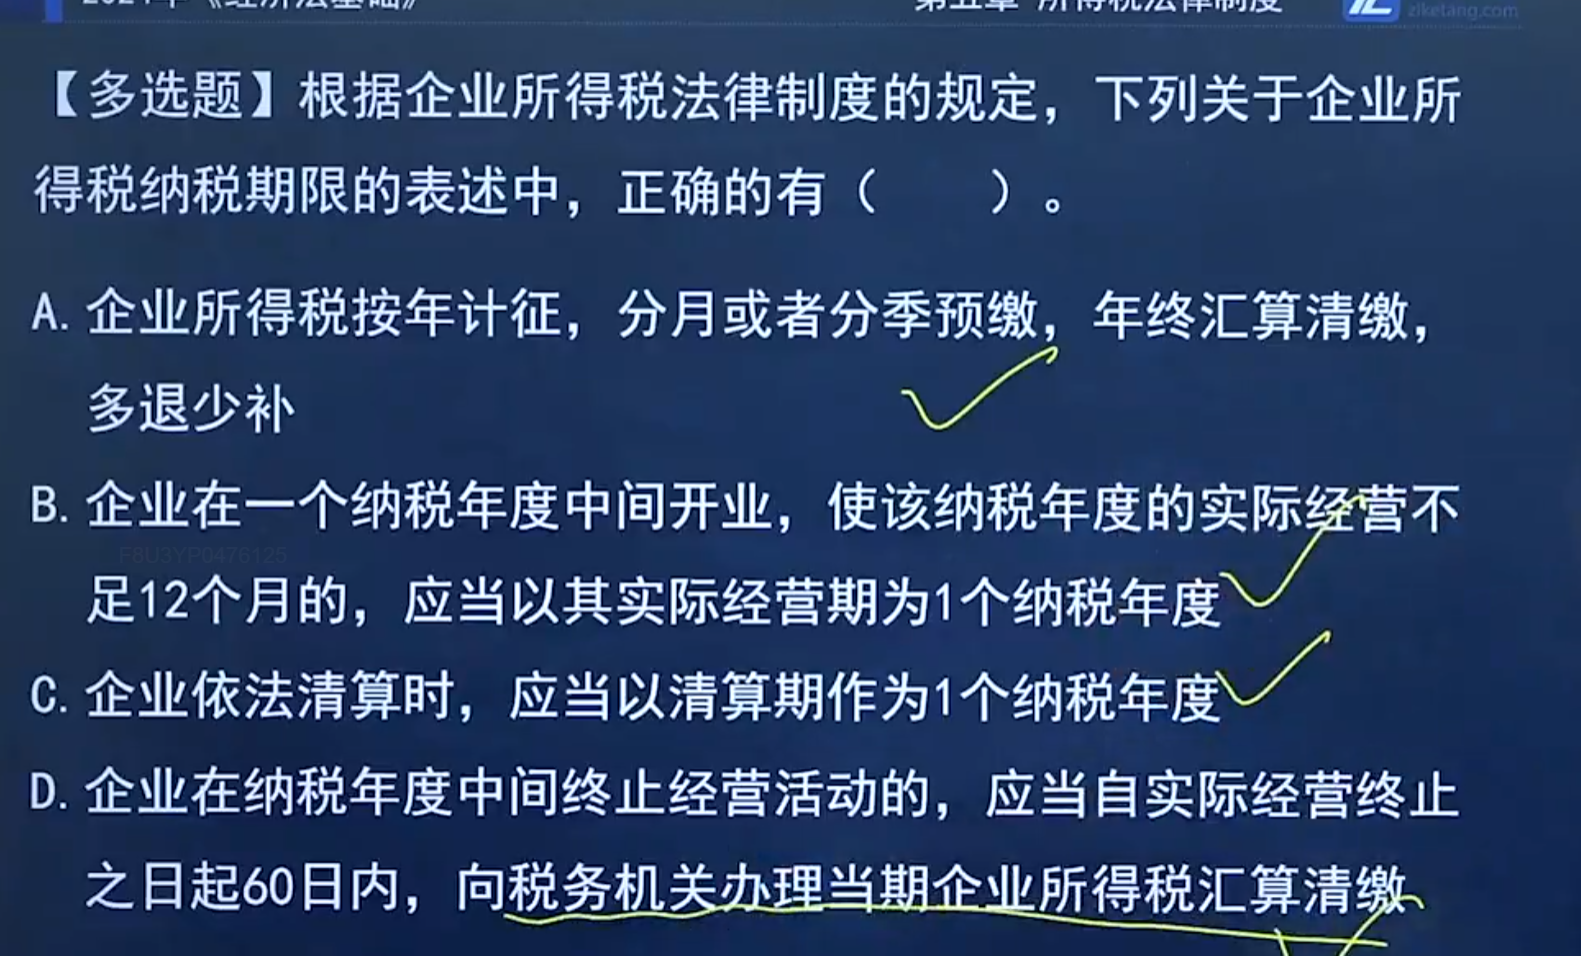 2021年《经济法基础》 第五章 所得税法律制度 zlketang.com
【多选题】根据企业所得税法律制度的规定，下列关于企业所
得税纳税期限的表述中，正确的有（　　）。
A. 企业所得税按年计征，分月或者分季预缴，年终汇算清缴，
多退少补
B. 企业在一个纳税年度中间开业，使该纳税年度的实际经营不
F8U3YP0476125
足12个月的，应当以其实际经营期为1个纳税年度
C. 企业依法清算时，应当以清算期作为1个纳税年度
D. 企业在纳税年度中间终止经营活动的，应当自实际经营终止
之日起60日内，向税务机关办理当期企业所得税汇算清缴